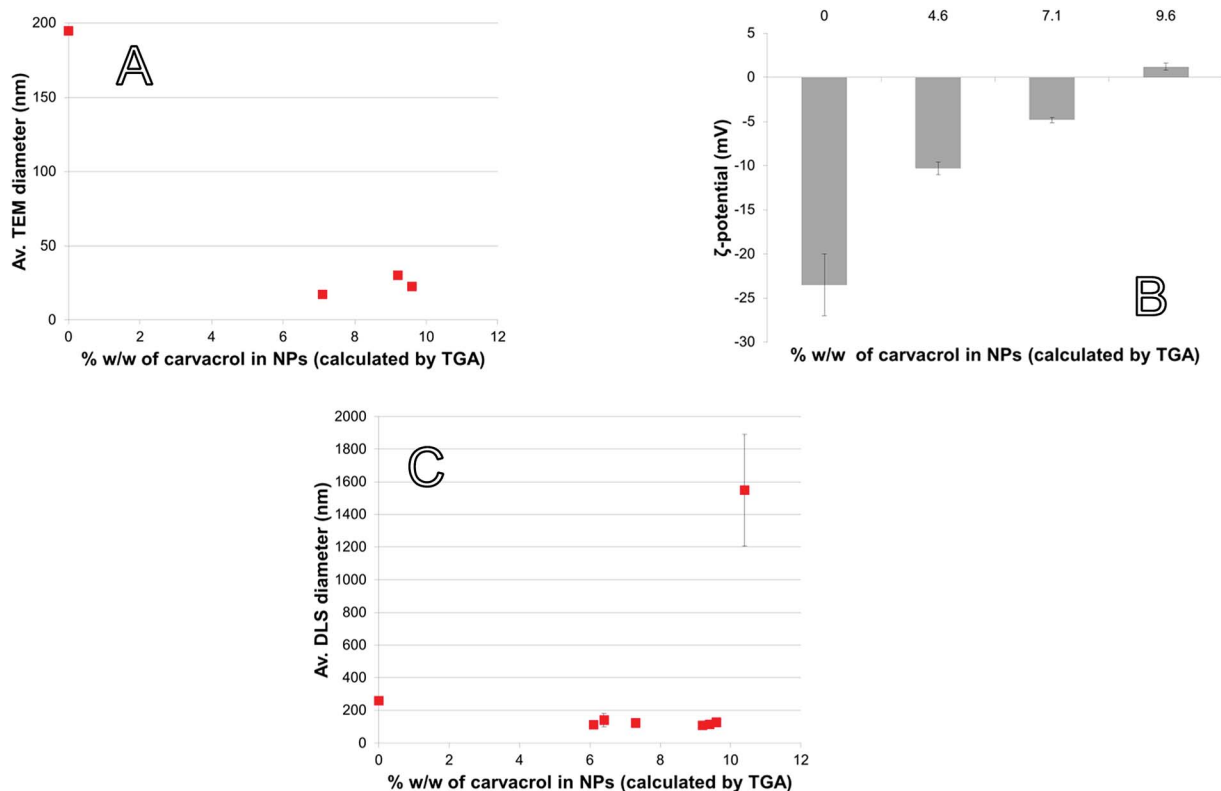 200
150
100
50
0
0 2 4 6 8 10 12
Av. TEM diameter (nm)
% w/w of carvacrol in NPs (calculated by TGA)
A
0 4.6 7.1 9.6
5
0
-5
-10
-15
-20
-25
-30
ζ-potential (mV)
% w/w of carvacrol in NPs (calculated by TGA)
B
2000
1800
1600
1400
1200
1000
800
600
400
200
0
0 2 4 6 8 10 12
Av. DLS diameter (nm)
% w/w of carvacrol in NPs (calculated by TGA)
C